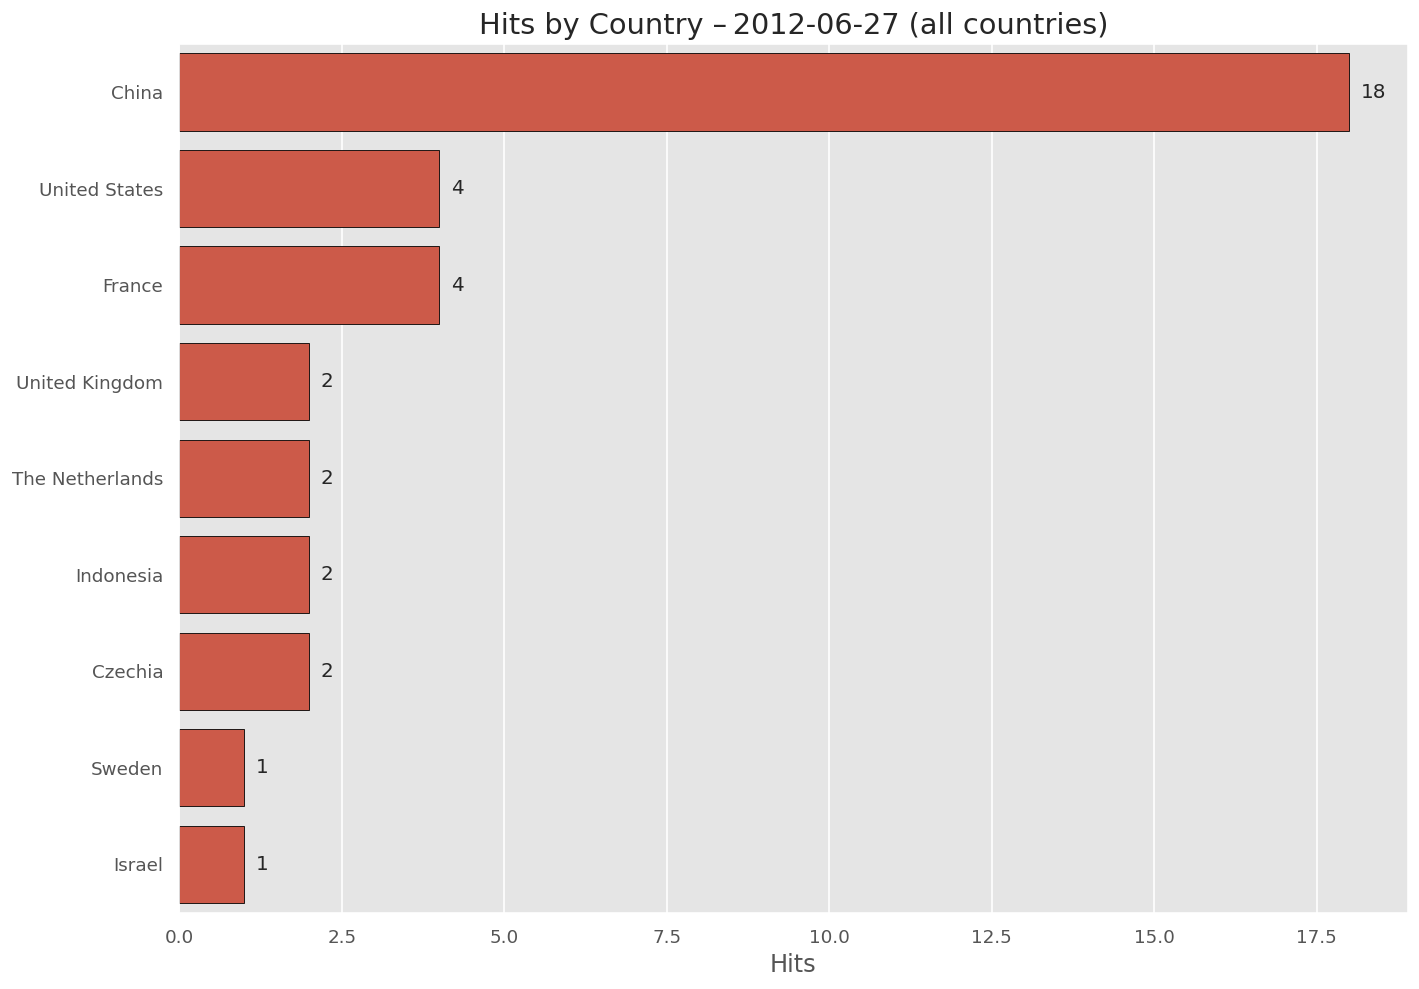 Hits by Country – 2012-06-27 (all countries)
China 18
United States 4
France 4
United Kingdom 2
The Netherlands 2
Indonesia 2
Czechia 2
Sweden 1
Israel 1
0.0 2.5 5.0 7.5 10.0 12.5 15.0 17.5
Hits